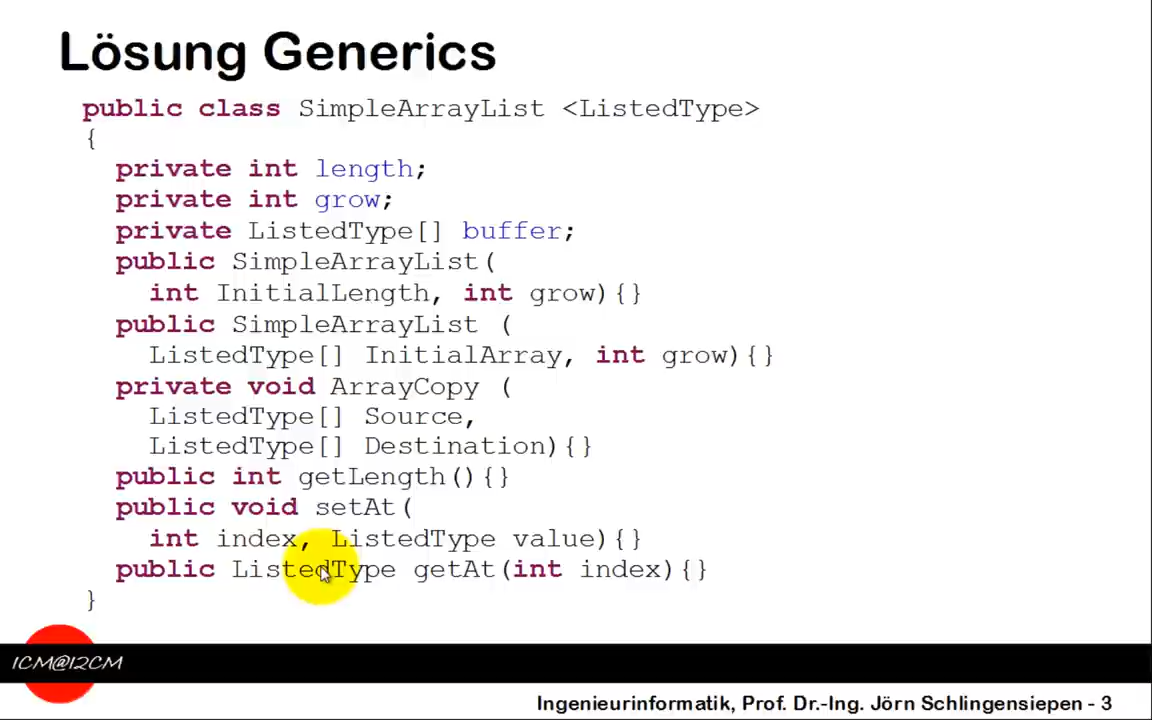 Lösung Generics
public class SimpleArrayList <ListedType>
{
private int length;
private int grow;
private ListedType[] buffer;
public SimpleArrayList(
int InitialLength, int grow){}
public SimpleArrayList (
ListedType[] InitialArray, int grow){}
private void ArrayCopy (
ListedType[] Source,
ListedType[] Destination){}
public int getLength(){}
public void setAt(
int index, ListedType value){}
public ListedType getAt(int index){}
}
1CM@12CM
Ingenieurinformatik, Prof. Dr.-Ing. Jörn Schlingensiepen - 3